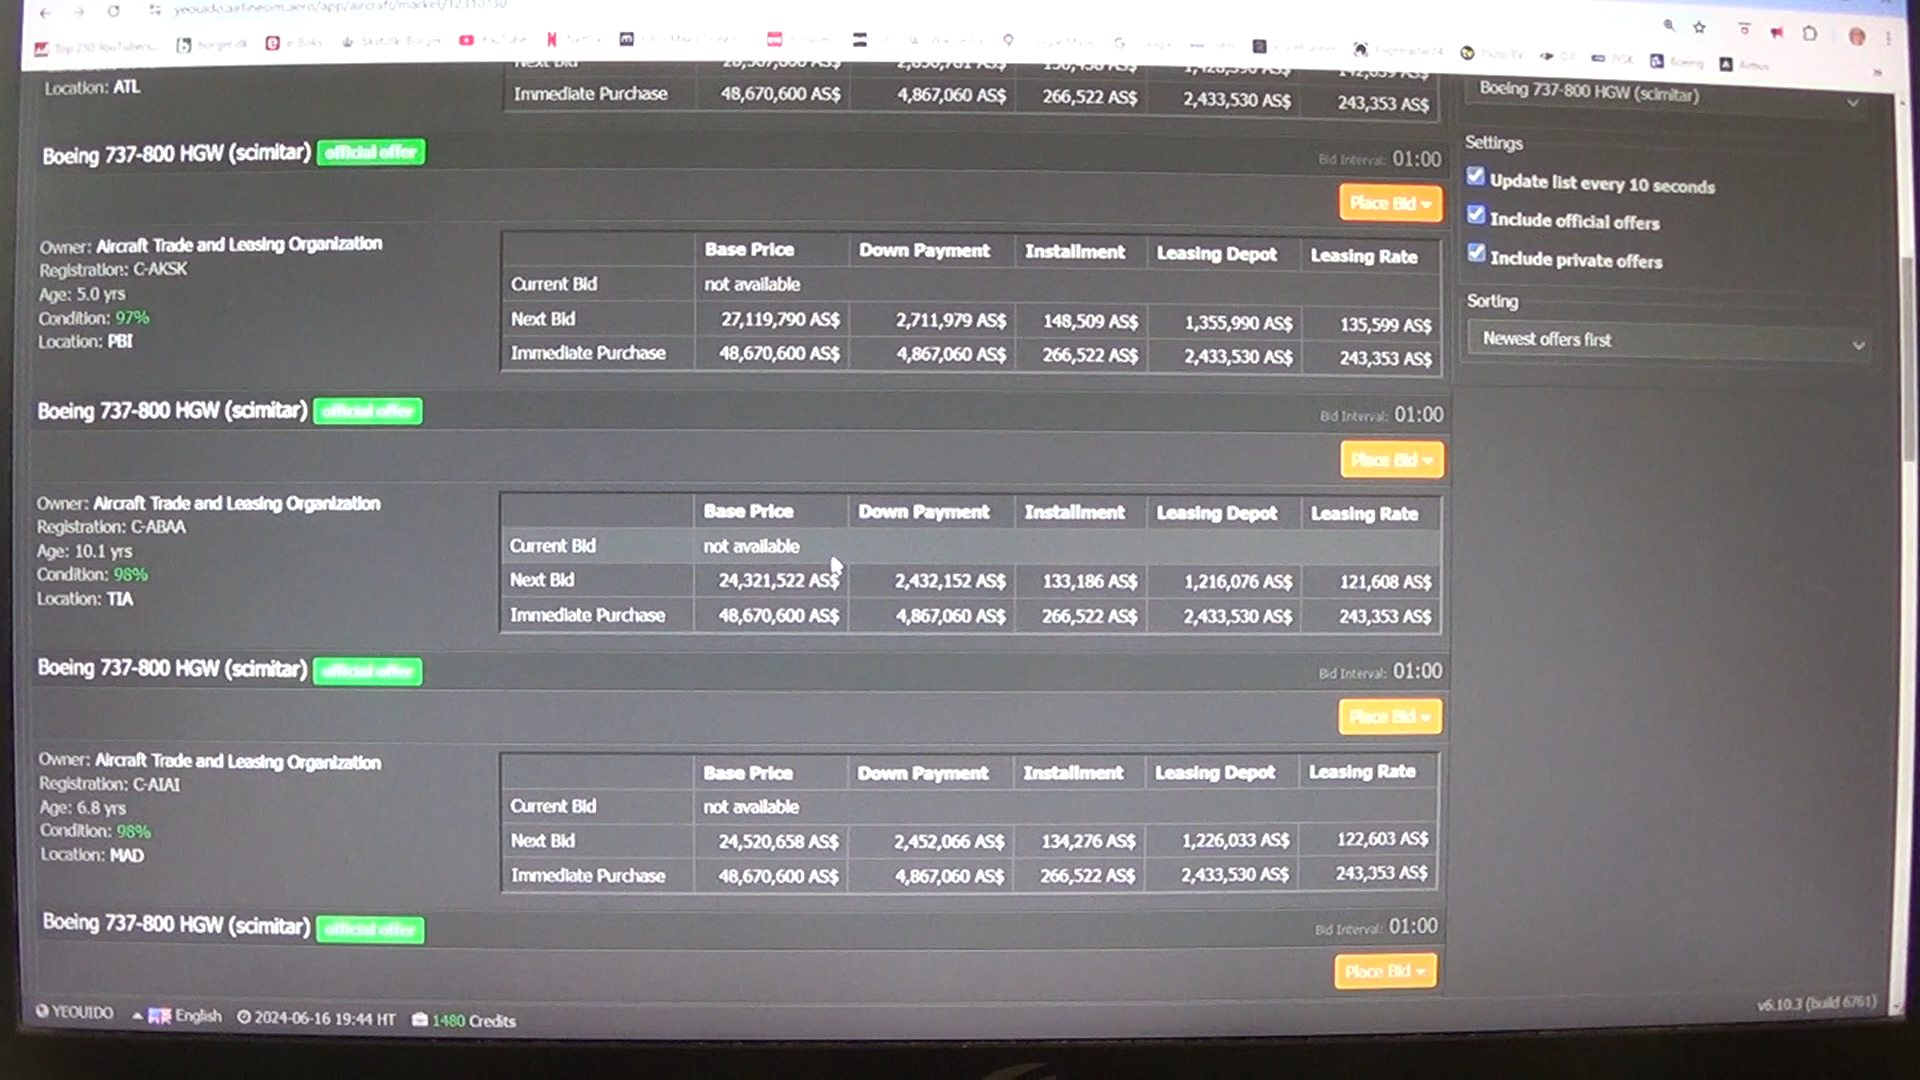 Top 250 YouTubers...
borger.dk
e-Boks
YouTube
Flightradar24
Pluto TV
DJI
JYSK
Boeing
Airbus
Location: ATL
Next Bid
Immediate Purchase 48,670,600 AS$ 4,867,060 AS$ 266,522 AS$ 2,433,530 AS$ 243,353 AS$
Boeing 737-800 HGW (scimitar)
Boeing 737-800 HGW (scimitar) official offer Bid Interval: 01:00
Settings
Place Bid
Update list every 10 seconds
Include official offers
Include private offers
Sorting
Newest offers first
Owner: Aircraft Trade and Leasing Organization
Registration: C-AKSK
Age: 5.0 yrs
Condition: 97%
Location: PBI
Base Price Down Payment Installment Leasing Depot Leasing Rate
Current Bid not available
Next Bid 27,119,790 AS$ 2,711,979 AS$ 148,509 AS$ 1,355,990 AS$ 135,599 AS$
Immediate Purchase 48,670,600 AS$ 4,867,060 AS$ 266,522 AS$ 2,433,530 AS$ 243,353 AS$
Boeing 737-800 HGW (scimitar) official offer Bid Interval: 01:00
Place Bid
Owner: Aircraft Trade and Leasing Organization
Registration: C-ABAA
Age: 10.1 yrs
Condition: 98%
Location: TIA
Base Price Down Payment Installment Leasing Depot Leasing Rate
Current Bid not available
Next Bid 24,321,522 AS$ 2,432,152 AS$ 133,186 AS$ 1,216,076 AS$ 121,608 AS$
Immediate Purchase 48,670,600 AS$ 4,867,060 AS$ 266,522 AS$ 2,433,530 AS$ 243,353 AS$
Boeing 737-800 HGW (scimitar) official offer Bid Interval: 01:00
Place Bid
Owner: Aircraft Trade and Leasing Organization
Registration: C-AIAI
Age: 6.8 yrs
Condition: 98%
Location: MAD
Base Price Down Payment Installment Leasing Depot Leasing Rate
Current Bid not available
Next Bid 24,520,658 AS$ 2,452,066 AS$ 134,276 AS$ 1,226,033 AS$ 122,603 AS$
Immediate Purchase 48,670,600 AS$ 4,867,060 AS$ 266,522 AS$ 2,433,530 AS$ 243,353 AS$
Boeing 737-800 HGW (scimitar) official offer Bid Interval: 01:00
Place Bid
YEOUIDO English 2024-06-16 19:44 HT 1480 Credits
v6.10.3 (build 6761)